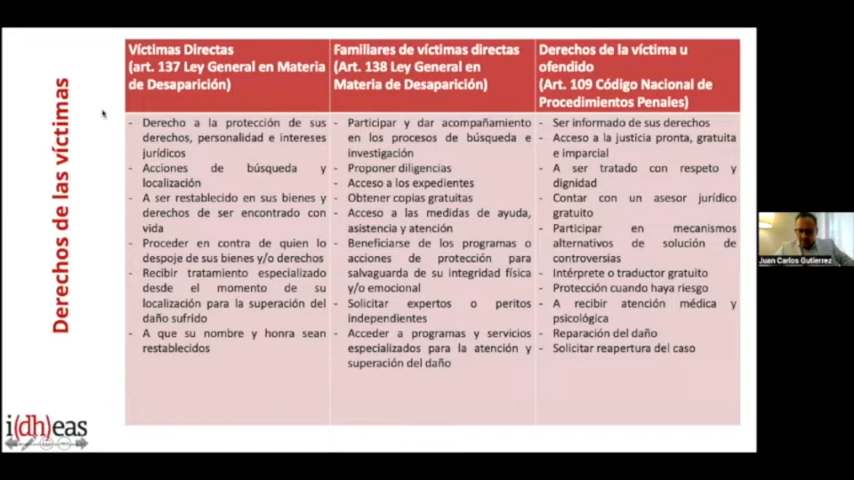 Derechos de las víctimas
Víctimas Directas
(art. 137 Ley General en Materia
de Desaparición)
- Derecho a la protección de sus
derechos, personalidad e intereses
jurídicos
- Acciones de búsqueda y
localización
- A ser restablecido en sus bienes y
derechos de ser encontrado con
vida
- Proceder en contra de quien lo
despoje de sus bienes y/o derechos
- Recibir tratamiento especializado
desde el momento de su
localización para la superación del
daño sufrido
- A que su nombre y honra sean
restablecidos
Familiares de víctimas directas
(Art. 138 Ley General en
Materia de Desaparición)
- Participar y dar acompañamiento
en los procesos de búsqueda e
investigación
- Proponer diligencias
- Acceso a los expedientes
- Obtener copias gratuitas
- Acceso a las medidas de ayuda,
asistencia y atención
- Beneficiarse de los programas o
acciones de protección para
salvaguarda de su integridad física
y/o emocional
- Solicitar expertos o peritos
independientes
- Acceder a programas y servicios
especializados para la atención y
superación del daño
Derechos de la víctima u
ofendido
(Art. 109 Código Nacional de
Procedimientos Penales)
- Ser informado de sus derechos
- Acceso a la justicia pronta, gratuita
e imparcial
- A ser tratado con respeto y
dignidad
- Contar con un asesor jurídico
gratuito
- Participar en mecanismos
alternativos de solución de
controversias
- Intérprete o traductor gratuito
- Protección cuando haya riesgo
- A recibir atención médica y
psicológica
- Reparación del daño
- Solicitar reapertura del caso
i(dh)eas
Juan Carlos Gutierrez